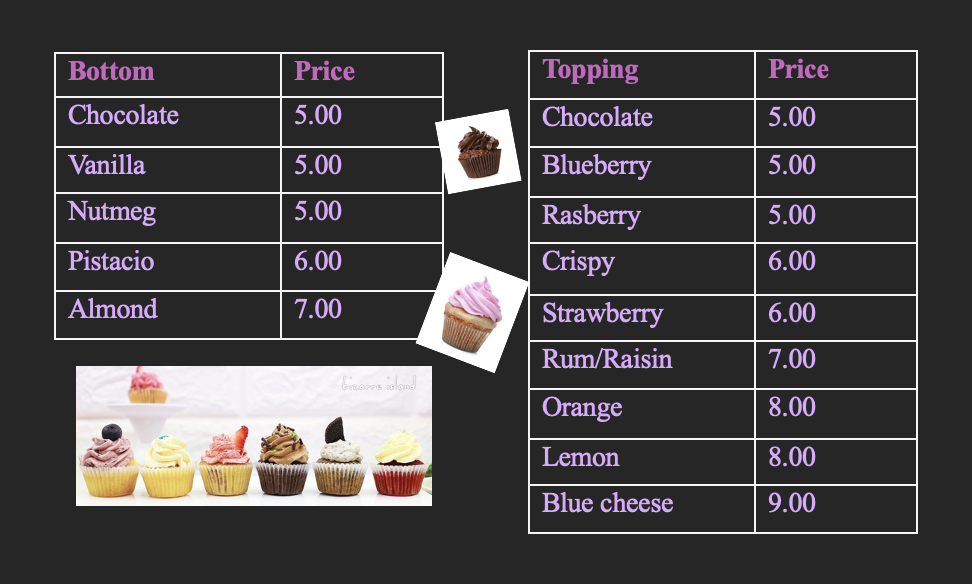 Bottom Price
Chocolate 5.00
Vanilla 5.00
Nutmeg 5.00
Pistacio 6.00
Almond 7.00
Topping Price
Chocolate 5.00
Blueberry 5.00
Rasberry 5.00
Crispy 6.00
Strawberry 6.00
Rum/Raisin 7.00
Orange 8.00
Lemon 8.00
Blue cheese 9.00
bizarre island